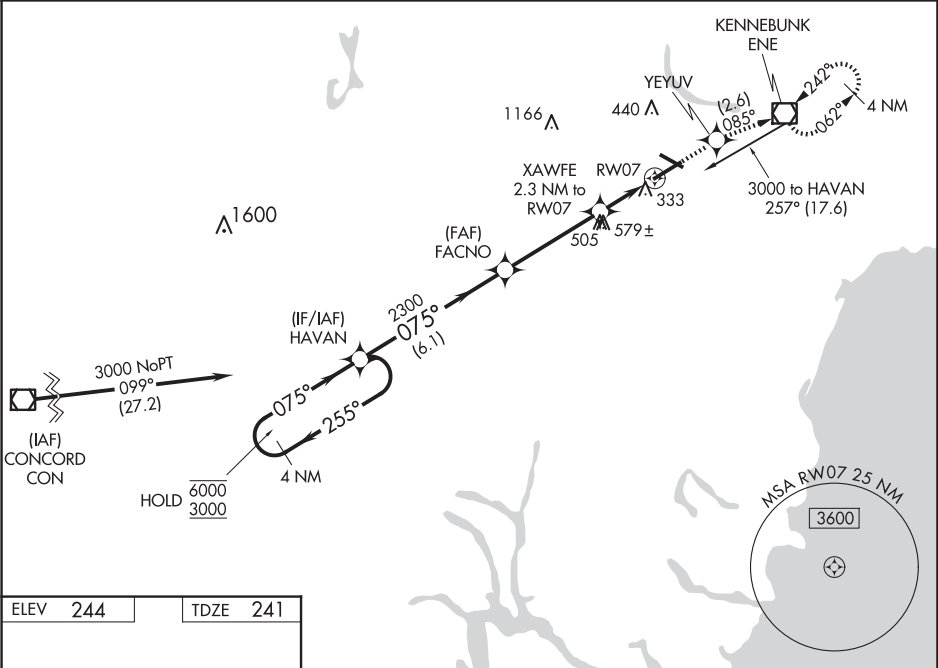 KENNEBUNK
ENE
YEYUV
242°
062°
4 NM
(2.6)
085°
1166
440
XAWFE
2.3 NM to
RW07
RW07
333
3000 to HAVAN
257° (17.6)
505
579±
1600
(FAF)
FACNO
2300
075°
(6.1)
(IF/IAF)
HAVAN
3000 NoPT
099°
(27.2)
075°
255°
4 NM
(IAF)
CONCORD
CON
HOLD 6000
3000
MSA RW07 25 NM
3600
ELEV 244
TDZE 241